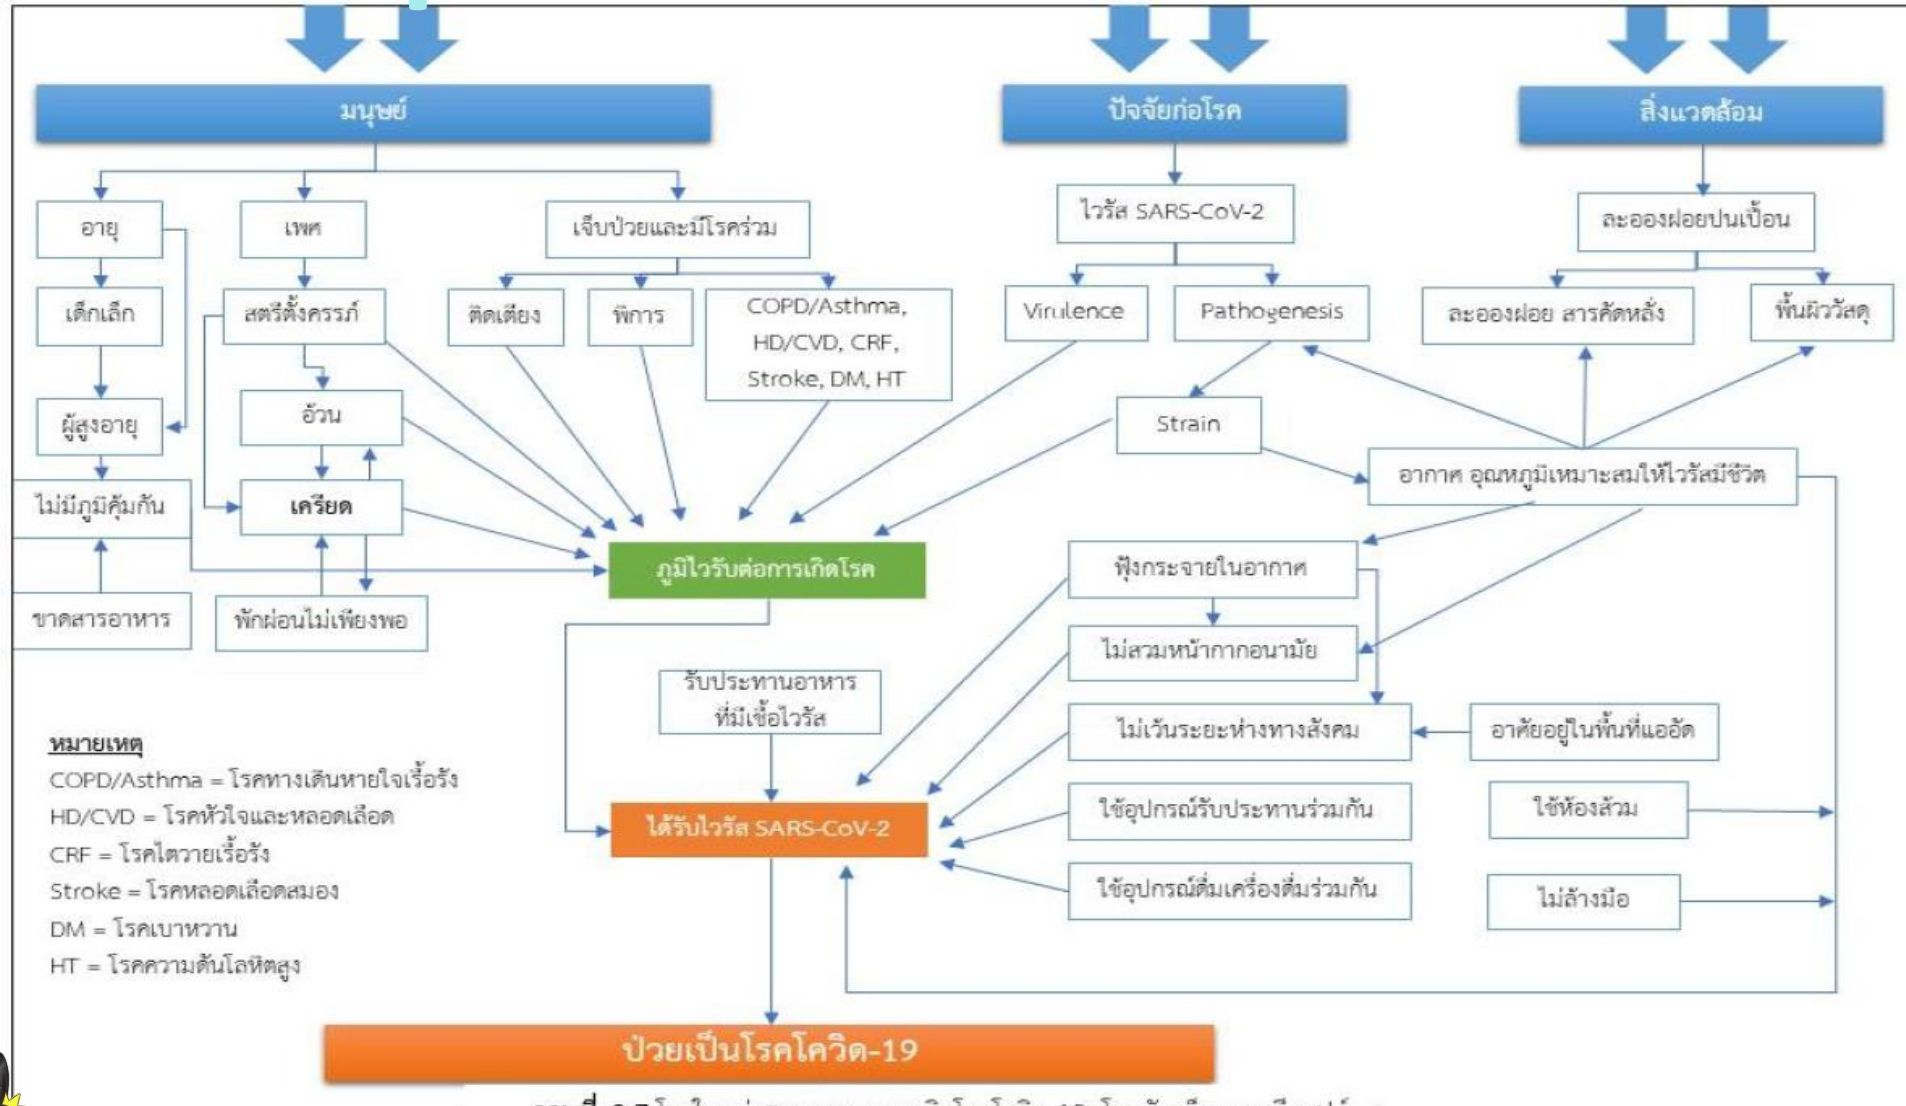 มนุษย์
ปัจจัยก่อโรค
สิ่งแวดล้อม
อายุ
เพศ
เจ็บป่วยและมีโรคร่วม
ไวรัส SARS-CoV-2
ละอองฝอยปนเปื้อน
เด็กเล็ก
สตรีตั้งครรภ์
ติดเตียง
พิการ
COPD/Asthma,
HD/CVD, CRF,
Stroke, DM, HT
Virulence
Pathogenesis
ละอองฝอย สารคัดหลั่ง
พื้นผิววัสดุ
ผู้สูงอายุ
อ้วน
Strain
ไม่มีภูมิคุ้มกัน
เครียด
อากาศ อุณหภูมิเหมาะสมให้ไวรัสมีชีวิต
ภูมิไวรับต่อการเกิดโรค
ฟุ้งกระจายในอากาศ
ขาดสารอาหาร
พักผ่อนไม่เพียงพอ
ไม่สวมหน้ากากอนามัย
รับประทานอาหาร
ที่มีเชื้อไวรัส
ไม่เว้นระยะห่างทางสังคม
อาศัยอยู่ในพื้นที่แออัด
หมายเหตุ
COPD/Asthma = โรคทางเดินหายใจเรื้อรัง
HD/CVD = โรคหัวใจและหลอดเลือด
CRF = โรคไตวายเรื้อรัง
Stroke = โรคหลอดเลือดสมอง
DM = โรคเบาหวาน
HT = โรคความดันโลหิตสูง
ได้รับไวรัส SARS-CoV-2
ใช้อุปกรณ์รับประทานร่วมกัน
ใช้ห้องส้วม
ใช้อุปกรณ์ดื่มเครื่องดื่มร่วมกัน
ไม่ล้างมือ
ป่วยเป็นโรคโควิด-19